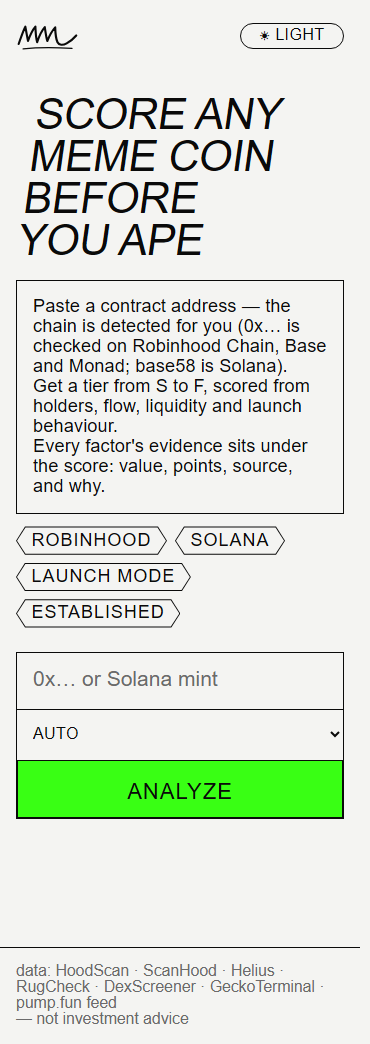 ☀ LIGHT
SCORE ANY
MEME COIN
BEFORE
YOU APE
Paste a contract address — the
chain is detected for you (0x… is
checked on Robinhood Chain, Base
and Monad; base58 is Solana).
Get a tier from S to F, scored from
holders, flow, liquidity and launch
behaviour.
Every factor's evidence sits under
the score: value, points, source,
and why.
ROBINHOOD
SOLANA
LAUNCH MODE
ESTABLISHED
0x… or Solana mint
AUTO
ANALYZE
data: HoodScan · ScanHood · Helius ·
RugCheck · DexScreener · GeckoTerminal ·
pump.fun feed
— not investment advice